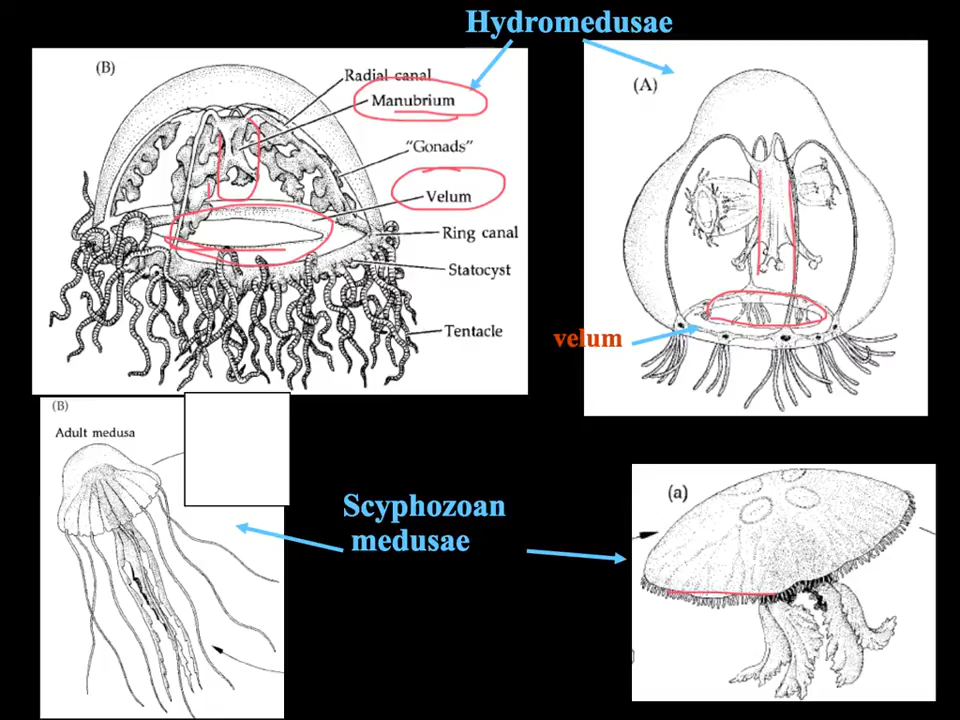 Hydromedusae
(B)
Radial canal
Manubrium
"Gonads"
Velum
Ring canal
Statocyst
Tentacle
(A)
velum
(B)
Adult medusa
Scyphozoan
medusae
(a)